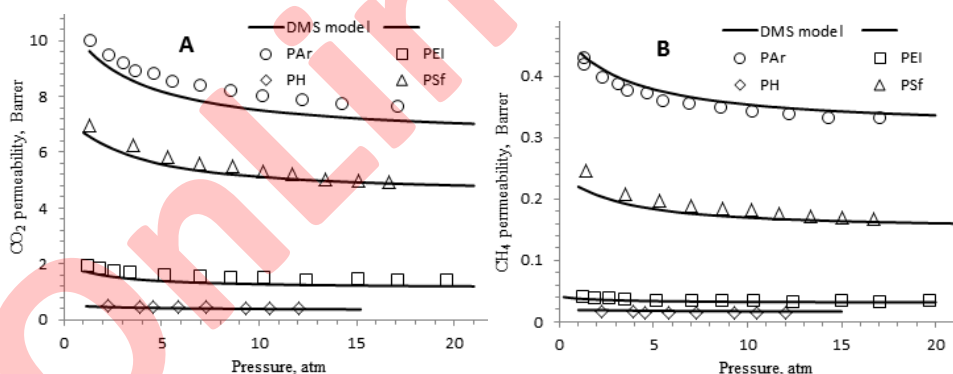 DMS model
A
PAr PEI
PH PSf
CO2 permeability, Barrer
10
8
6
4
2
0
0 5 10 15 20
Pressure, atm
DMS model
B
PAr PEI
PH PSf
CH4 permeability, Barrer
0.4
0.3
0.2
0.1
0
0 5 10 15 20
Pressure, atm
onLin